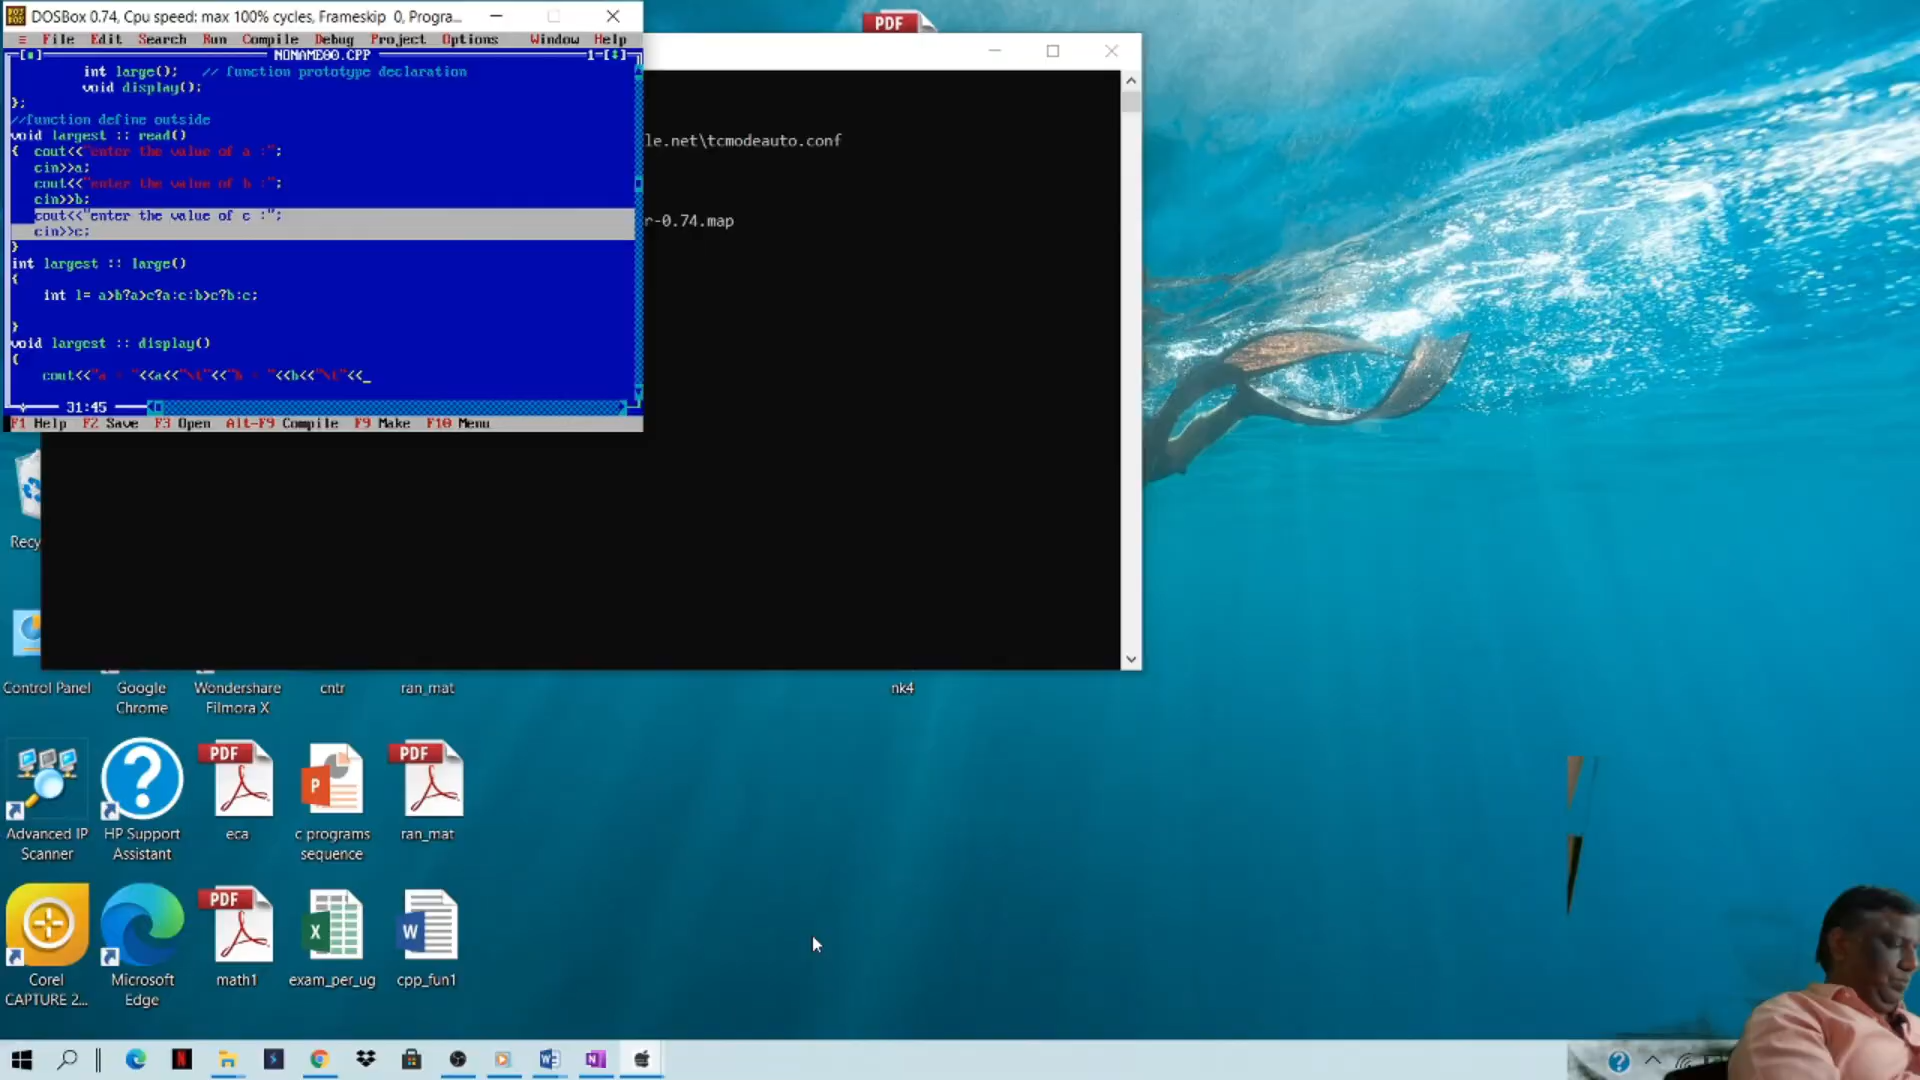 DOSBox 0.74, Cpu speed: max 100% cycles, Frameskip 0, Progra...
≡ File Edit Search Run Compile Debug Project Options Window Help
NONAME00.CPP 1=[↕]
int large(); // function prototype declaration
void display();
};
//function define outside
void largest :: read()
{ cout<<"enter the value of a :";
cin>>a;
cout<<"enter the value of b :";
cin>>b;
cout<<"enter the value of c :";
cin>>c;
}
int largest :: large()
{
int l= a>b?a>c?a:c:b>c?b:c;
}
void largest :: display()
{
cout<<"a = "<<a<<"\t"<<"b = "<<b<<"\t"<<_
31:45
F1 Help F2 Save F3 Open Alt-F9 Compile F9 Make F10 Menu
le.net\tcmodeauto.conf
r-0.74.map
PDF
Recy
Control Panel
Google Chrome
Wondershare Filmora X
cntr
ran_mat
nk4
PDF
P
PDF
Advanced IP Scanner
HP Support Assistant
eca
c programs sequence
ran_mat
PDF
X
W
Corel CAPTURE 2...
Microsoft Edge
math1
exam_per_ug
cpp_fun1